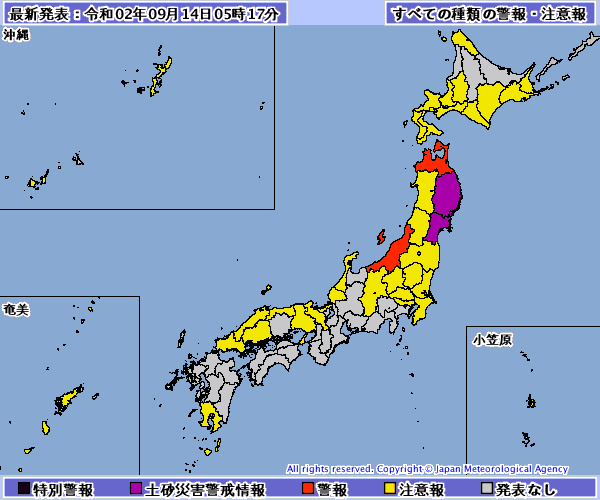 最新発表：令和02年09月14日05時17分
すべての種類の警報・注意報
沖縄
奄美
小笠原
All rights reserved. Copyright © Japan Meteorological Agency
特別警報
土砂災害警戒情報
警報
注意報
発表なし